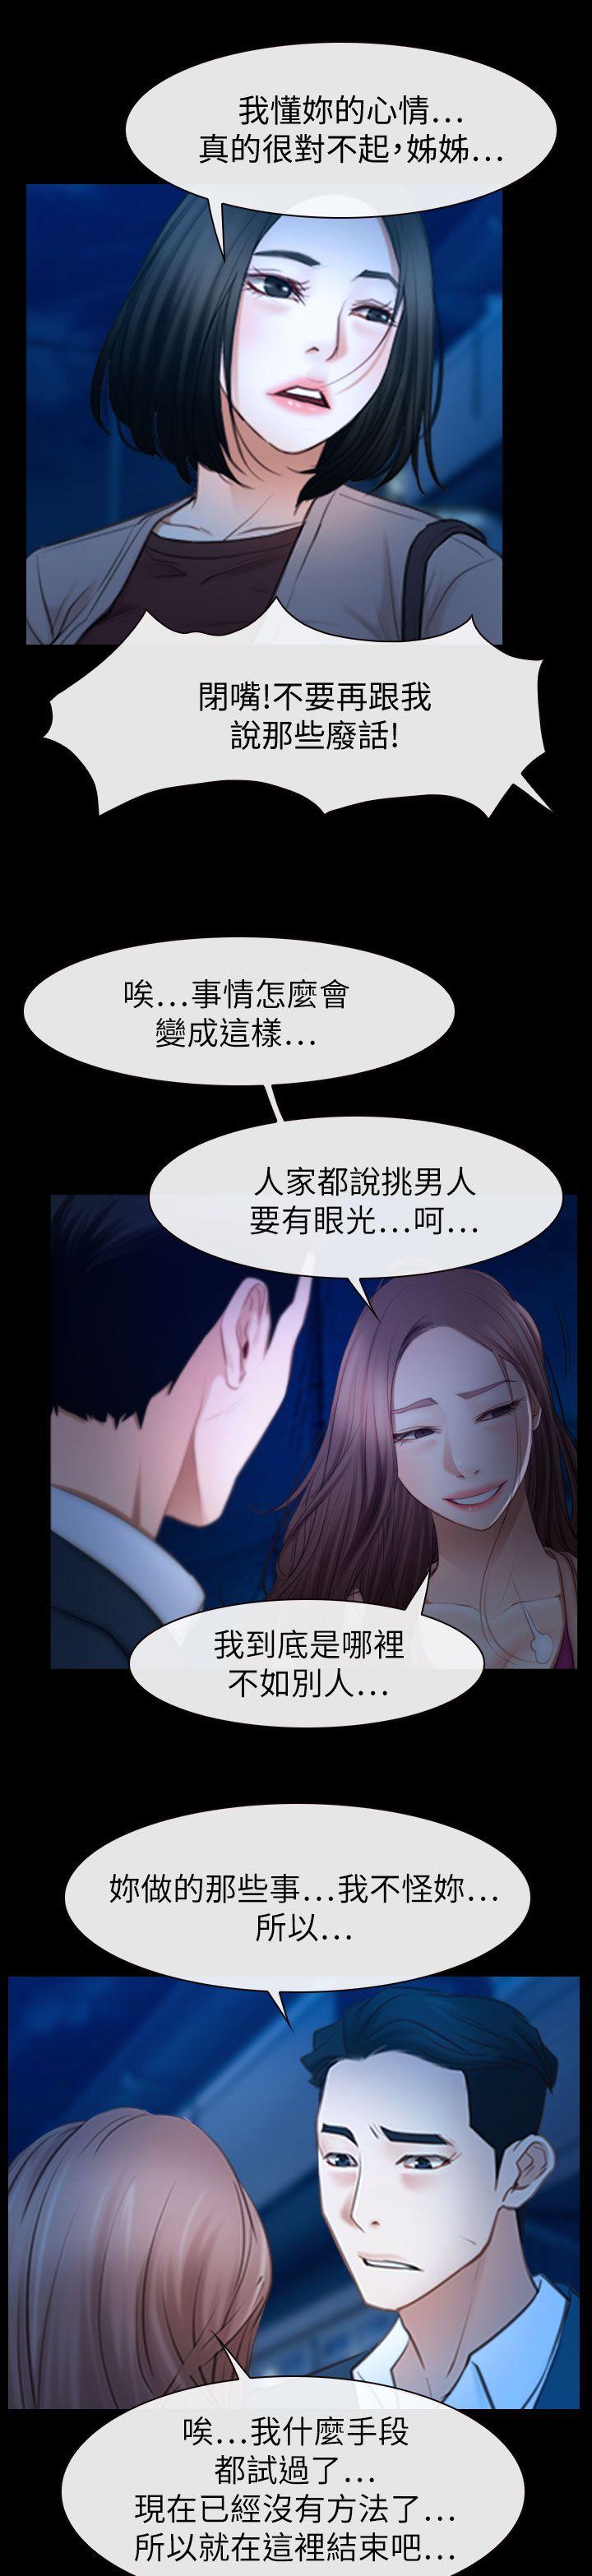 我懂妳的心情...
真的很對不起,姊姊...
閉嘴!不要再跟我
說那些廢話!
唉...事情怎麼會
變成這樣...
人家都說挑男人
要有眼光...呵...
我到底是哪裡
不如別人...
妳做的那些事...我不怪妳...
所以...
唉...我什麼手段
都試過了...
現在已經沒有方法了...
所以就在這裡結束吧...